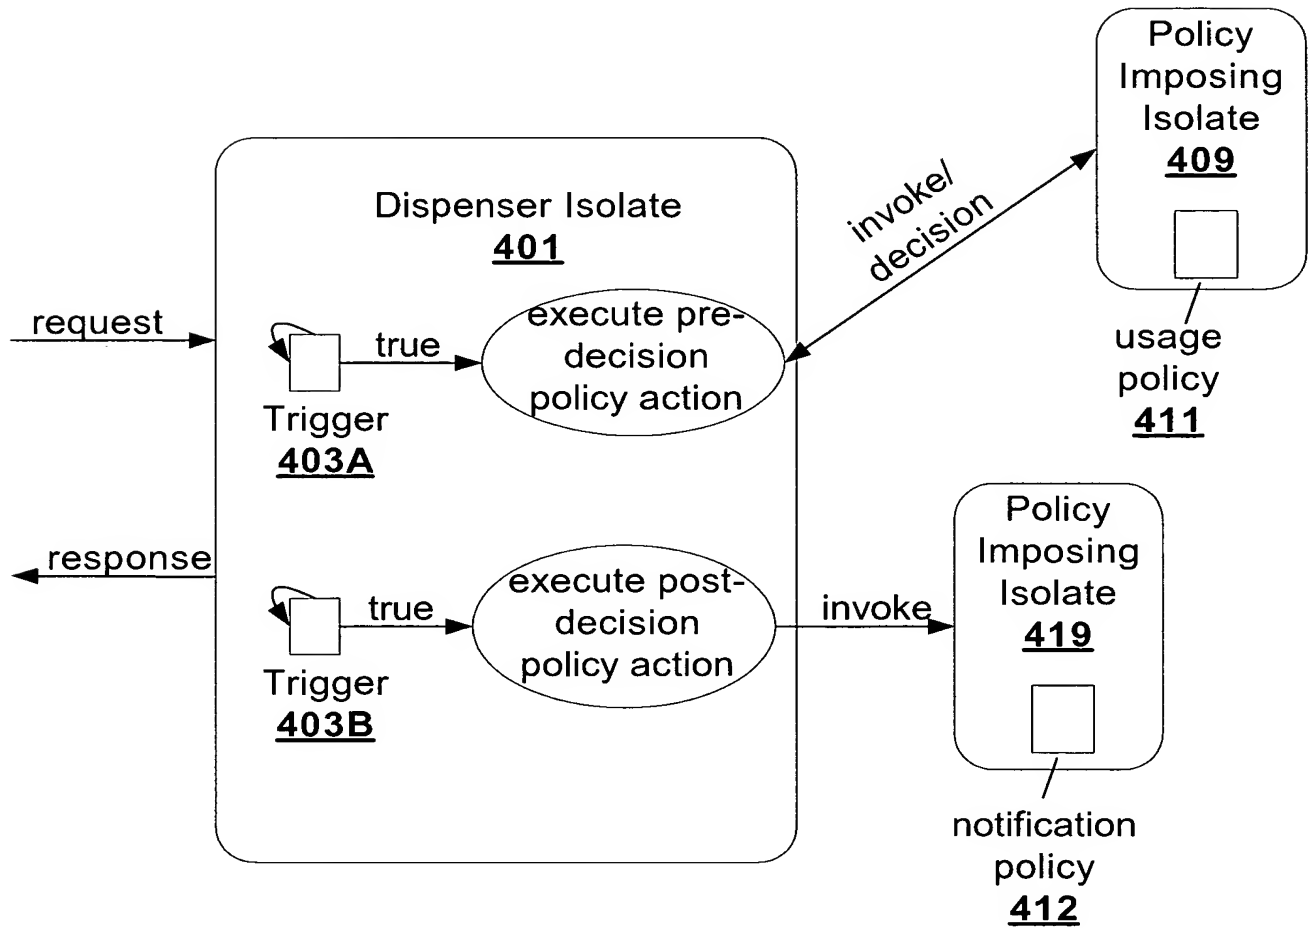 Policy
Imposing
Isolate
409
usage
policy
411
invoke/
decision
Dispenser Isolate
401
request
true
execute pre-
decision
policy action
Trigger
403A
response
true
execute post-
decision
policy action
Trigger
403B
invoke
Policy
Imposing
Isolate
419
notification
policy
412